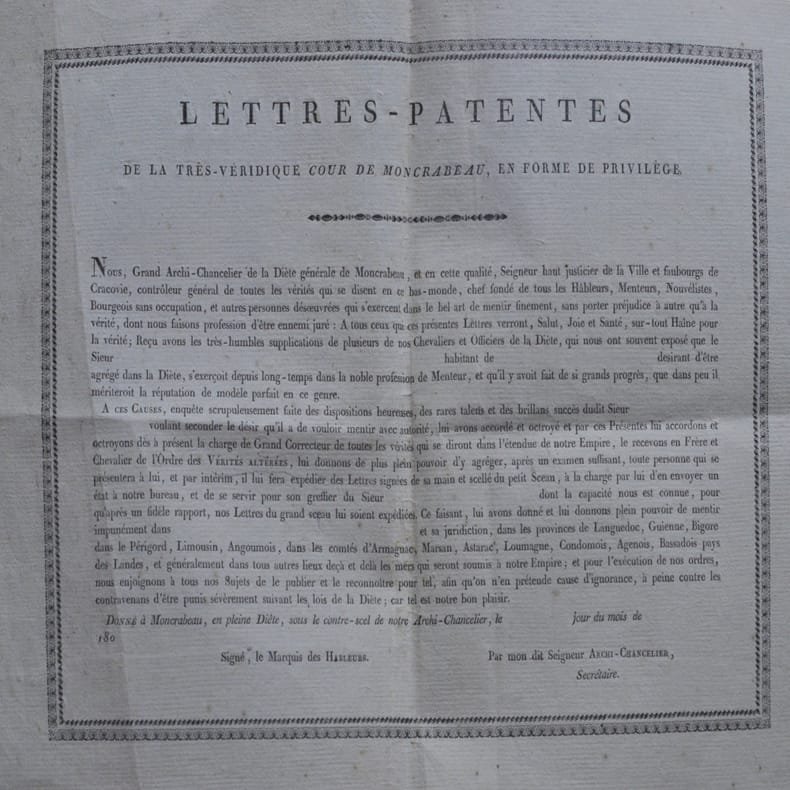 LETTRES-PATENTES
DE LA TRÈS-VÉRIDIQUE COUR DE MONCRABEAU, EN FORME DE PRIVILÈGE.
Nous, Grand Archi-Chancelier de la Diète générale de Moncrabeau, et en cette qualité, Seigneur haut justicier de la Ville et faubourgs de
Cracovie, contrôleur général de toutes les vérités qui se disent en ce bas-monde, chef fondé de tous les Hâbleurs, Menteurs, Nouvélistes,
Bourgeois sans occupation, et autres personnes désœuvrées qui s'exercent dans le bel art de mentir finement, sans porter préjudice à autre qu'à la
vérité, dont nous faisons profession d'être ennemi juré : A tous ceux qui ces présentes Lettres verront, Salut, Joie et Santé, sur-tout Haîne pour
la vérité; Reçu avons les très-humbles supplications de plusieurs de nos Chevaliers et Officiers de la Diète, qui nous ont souvent exposé que le
Sieur habitant de desirant d'être
agrégé dans la Diète, s'exerçoit depuis long-temps dans la noble profession de Menteur, et qu'il y avoit fait de si grands progrès, que dans peu il
mériteroit la réputation de modèle parfait en ce genre.
A CES CAUSES, enquête scrupuleusement faite des dispositions heureuses, des rares talens et des brillans succès dudit Sieur
voulant seconder le désir qu'il a de vouloir mentir avec autorité, lui avons accordé et octroyé et par ces Présentes lui accordons et
octroyons dès à présent la charge de Grand Correcteur de toutes les vérités qui se diront dans l'étendue de notre Empire, le recevons en Frère et
Chevalier de l'Ordre des VÉRITÉS ALTÉRÉES, lui donnons de plus plein pouvoir d'y agréger, après un examen suffisant, toute personne qui se
présentera à lui, et par intérim, il lui fera expédier des Lettres signées de sa main et scellé du petit Sceau, à la charge par lui d'en envoyer un
état à notre bureau, et de se servir pour son greffier du Sieur dont la capacité nous est connue, pour
qu'après un fidèle rapport, nos Lettres du grand sceau lui soient expédiées. Ce faisant, lui avons donné et lui donnons plein pouvoir de mentir
impunément dans et sa juridiction, dans les provinces de Languedoc, Guienne, Bigore
dans le Périgord, Limousin, Angoumois, dans les comtés d'Armagnac, Marsan, Astarac, Loumagne, Condomois, Agenois, Bassadois pays
des Landes, et généralement dans tous autres lieux deçà et delà les mers qui seront soumis à notre Empire; et pour l'exécution de nos ordres,
nous enjoignons à tous nos Sujets de le publier et le reconnoître pour tel, afin qu'on n'en prétende cause d'ignorance, à peine contre les
contravenans d'être punis sévèrement suivant les lois de la Diète; car tel est notre bon plaisir.
DONNÉ à Moncrabeau, en pleine Diète, sous le contre-scel de notre Archi-Chancelier, le jour du mois de
180
Signé, le Marquis des HABLEURS. Par mon dit Seigneur ARCHI-CHANCELIER,
Secrétaire.